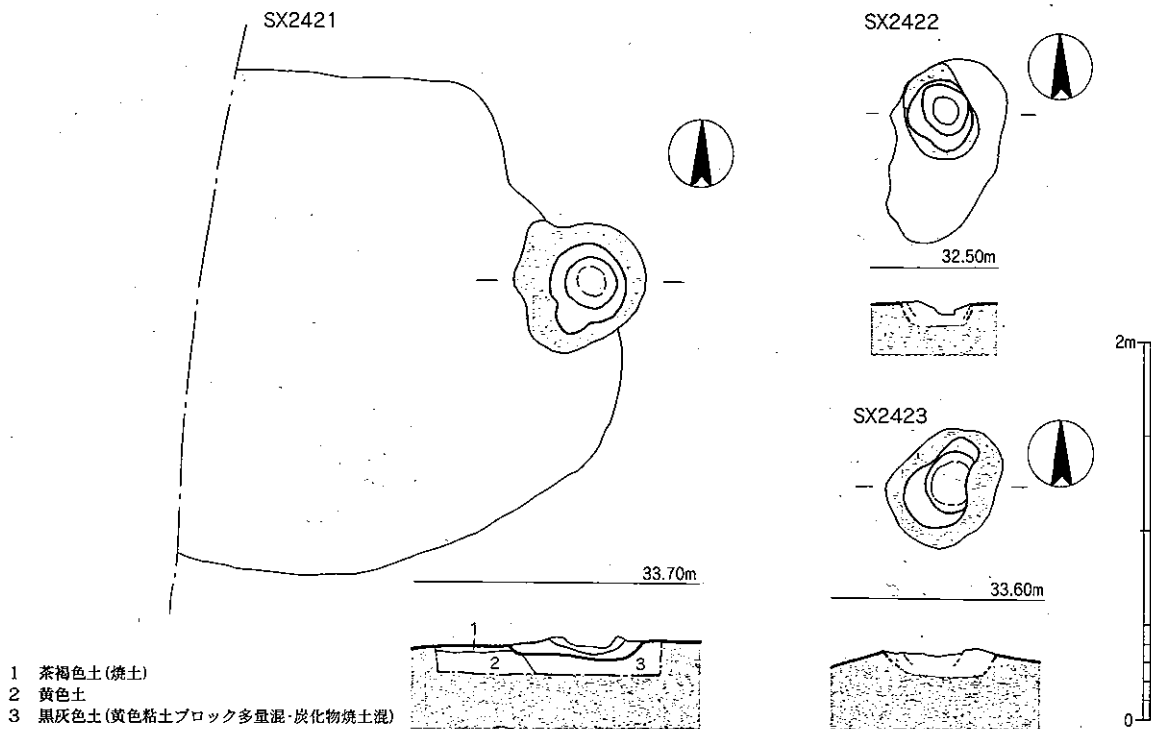 SX2421
SX2422
32.50m
2m
SX2423
33.70m
33.60m
1
2
3
1 茶褐色土(焼土)
2 黄色土
3 黒灰色土(黄色粘土ブロック多量混・炭化物焼土混)
0